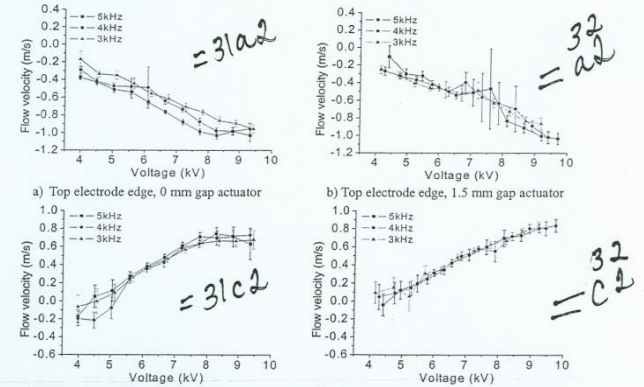 0.4
0.2
0.0
-0.2
-0.4
-0.6
-0.8
-1.0
-1.2
Flow velocity (m/s)
5kHz
4kHz
3kHz
= 31a2
3 4 5 6 7 8 9 10
Voltage (kV)
a) Top electrode edge, 0 mm gap actuator
0.4
0.2
0.0
-0.2
-0.4
-0.6
-0.8
-1.0
-1.2
Flow velocity (m/s)
5kHz
4kHz
3kHz
32
= a2
3 4 5 6 7 8 9 10
Voltage (kV)
b) Top electrode edge, 1.5 mm gap actuator
1.0
0.8
0.6
0.4
0.2
0.0
-0.2
-0.4
-0.6
Flow velocity (m/s)
5kHz
4kHz
3kHz
= 31c2
3 4 5 6 7 8 9 10
Voltage (kV)
1.0
0.8
0.6
0.4
0.2
0.0
-0.2
-0.4
-0.6
Flow velocity (m/s)
5kHz
4kHz
3kHz
32
= C2
3 4 5 6 7 8 9 10
Voltage (kV)